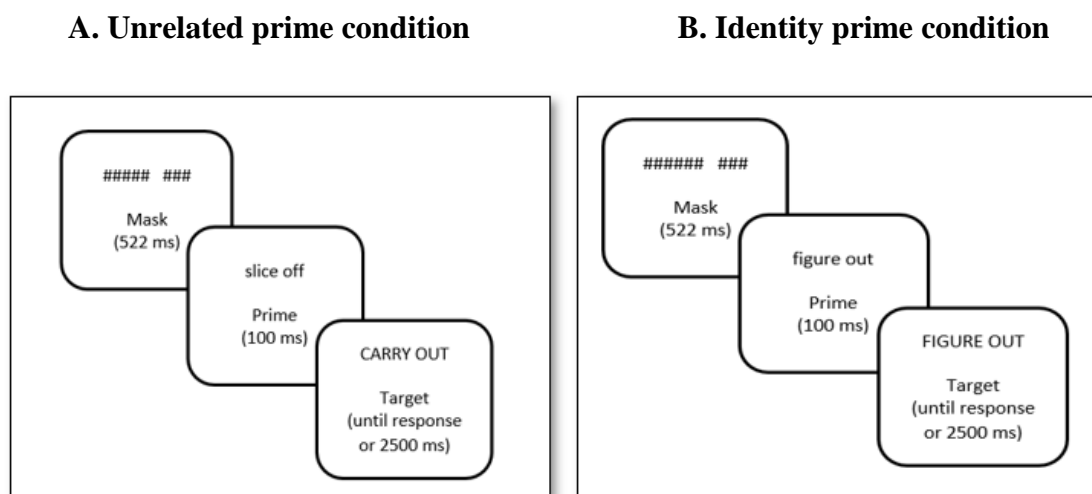 A. Unrelated prime condition
B. Identity prime condition
##### ###
Mask
(522 ms)
slice off
Prime
(100 ms)
CARRY OUT
Target
(until response
or 2500 ms)
###### ###
Mask
(522 ms)
figure out
Prime
(100 ms)
FIGURE OUT
Target
(until response
or 2500 ms)